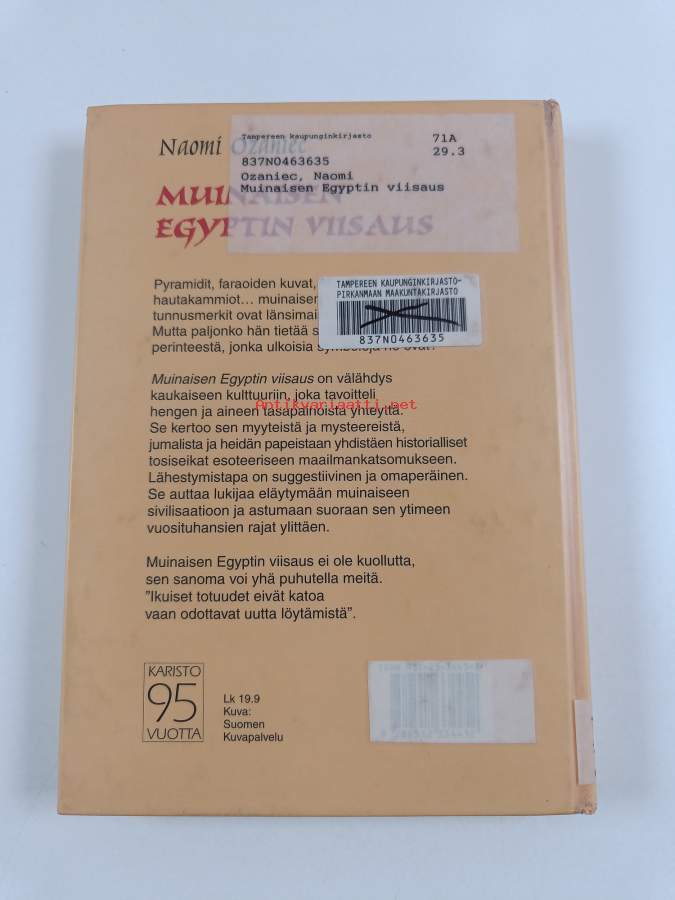 Naomi Ozaniec
Tampereen kaupunginkirjasto
71A
29.3
837N0463635
Ozaniec, Naomi
Muinaisen Egyptin viisaus
MUINAISEN
EGYPTIN VIISAUS
Pyramidit, faraoiden kuvat,
hautakammiot... muinaisen
tunnusmerkit ovat länsimai
Mutta paljonko hän tietää s
perinteestä, jonka ulkoisia symboleja ne ovat?
TAMPEREEN KAUPUNGINKIRJASTO-
PIRKANMAAN MAAKUNTAKIRJASTO
837N0463635
Muinaisen Egyptin viisaus on välähdys
kaukaiseen kulttuuriin, joka tavoitteli
Antikvariaatti.net
hengen ja aineen tasapainoista yhteyttä.
Se kertoo sen myyteistä ja mysteereistä,
jumalista ja heidän papeistaan yhdistäen historialliset
tosiseikat esoteeriseen maailmankatsomukseen.
Lähestymistapa on suggestiivinen ja omaperäinen.
Se auttaa lukijaa eläytymään muinaiseen
sivilisaatioon ja astumaan suoraan sen ytimeen
vuosituhansien rajat ylittäen.
Muinaisen Egyptin viisaus ei ole kuollutta,
sen sanoma voi yhä puhutella meitä.
"Ikuiset totuudet eivät katoa
vaan odottavat uutta löytämistä".
KARISTO
95
VUOTTA
Lk 19.9
Kuva:
Suomen
Kuvapalvelu